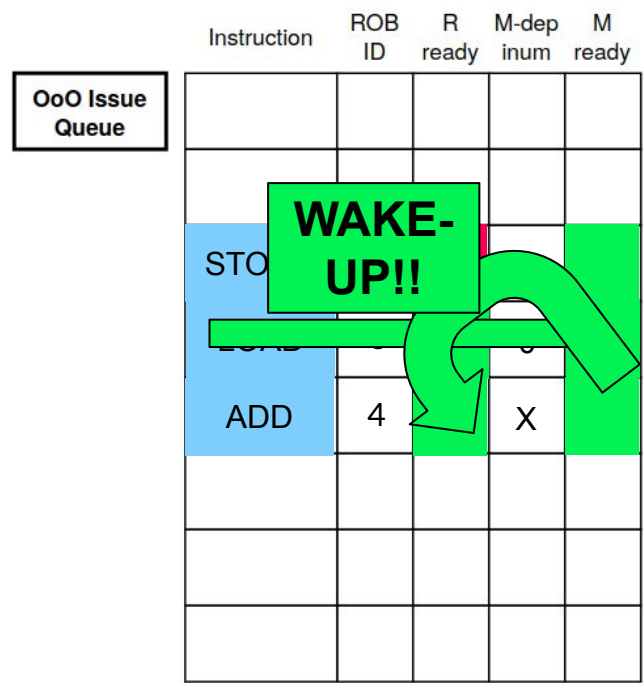 Instruction
ROB
ID
R
ready
M-dep
inum
M
ready
OoO Issue
Queue
WAKE-
UP!!
ADD
4
X